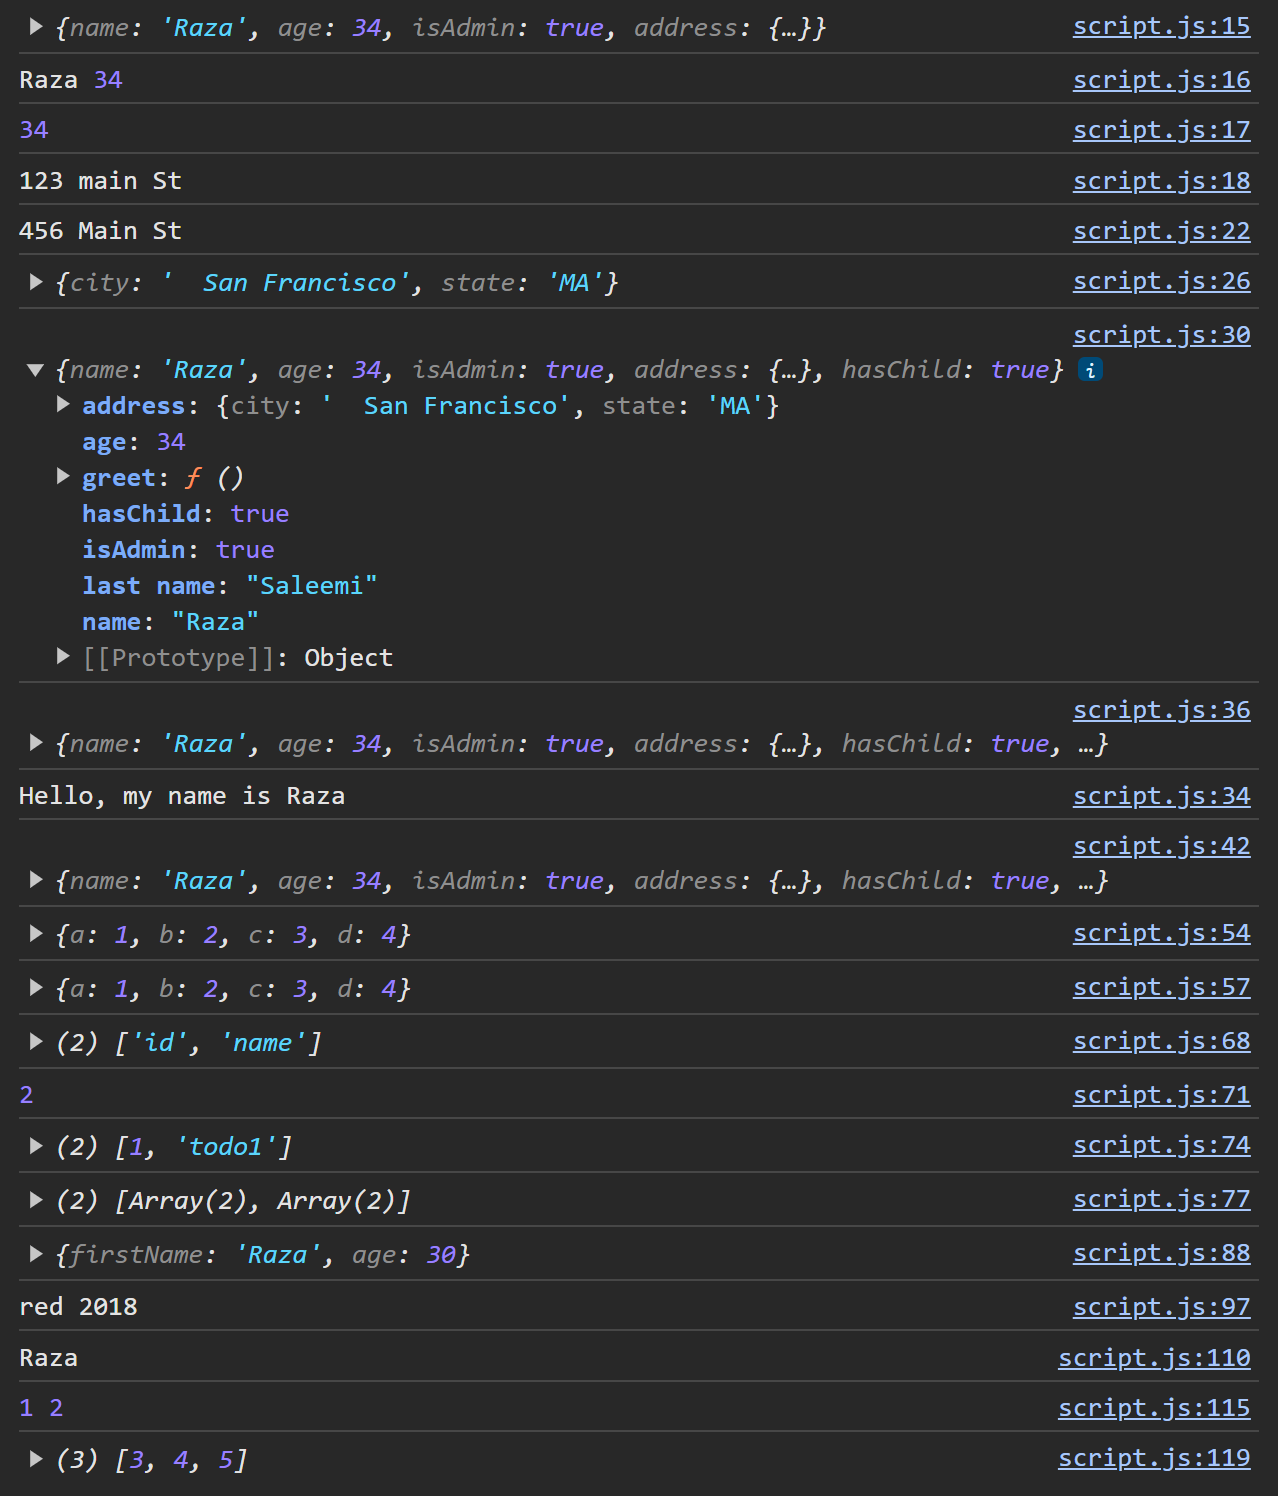 {name: 'Raza', age: 34, isAdmin: true, address: {…}} script.js:15
Raza 34 script.js:16
34 script.js:17
123 main St script.js:18
456 Main St script.js:22
{city: '  San Francisco', state: 'MA'} script.js:26
script.js:30
{name: 'Raza', age: 34, isAdmin: true, address: {…}, hasChild: true} i
address: {city: '  San Francisco', state: 'MA'}
age: 34
greet: ƒ ()
hasChild: true
isAdmin: true
last name: "Saleemi"
name: "Raza"
[[Prototype]]: Object
script.js:36
{name: 'Raza', age: 34, isAdmin: true, address: {…}, hasChild: true, …}
Hello, my name is Raza script.js:34
script.js:42
{name: 'Raza', age: 34, isAdmin: true, address: {…}, hasChild: true, …}
{a: 1, b: 2, c: 3, d: 4} script.js:54
{a: 1, b: 2, c: 3, d: 4} script.js:57
(2) ['id', 'name'] script.js:68
2 script.js:71
(2) [1, 'todo1'] script.js:74
(2) [Array(2), Array(2)] script.js:77
{firstName: 'Raza', age: 30} script.js:88
red 2018 script.js:97
Raza script.js:110
1 2 script.js:115
(3) [3, 4, 5] script.js:119